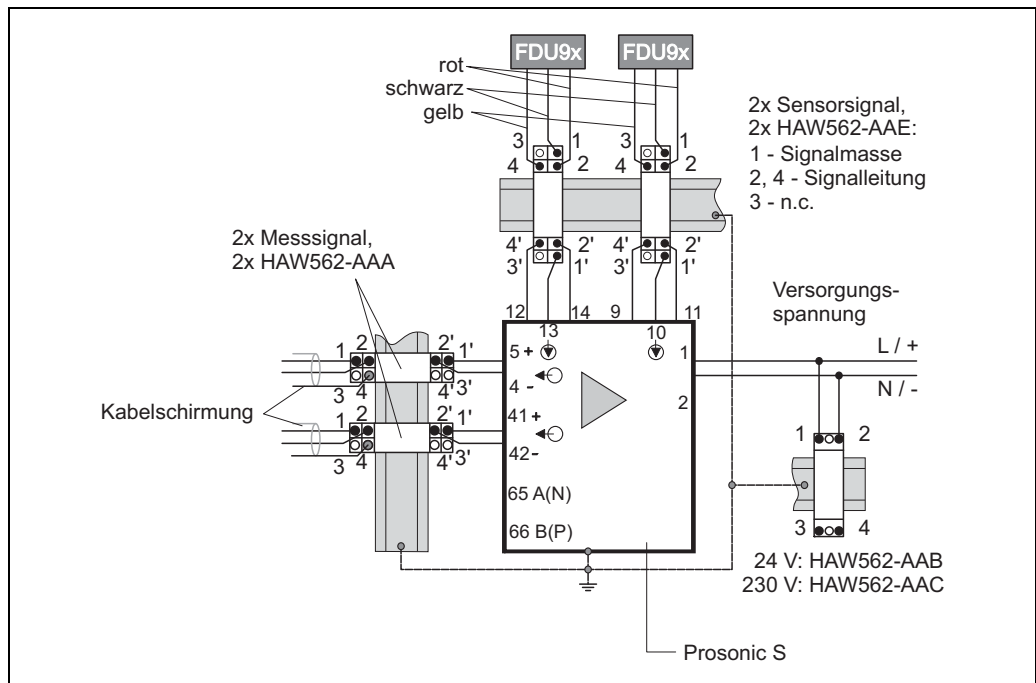 FDU9x FDU9x
rot
schwarz
gelb
2x Sensorsignal,
2x HAW562-AAE:
1 - Signalmasse
2, 4 - Signalleitung
3 - n.c.
3 1 3 1
4 2 4 2
4' 2' 4' 2'
3' 1' 3' 1'
2x Messsignal,
2x HAW562-AAA
Versorgungs-
spannung
12 14 9 11
13 10
L / +
N / -
1 2 2' 1'
3 4 4' 3'
5 +
4 -
1
2
Kabelschirmung
1 2 2' 1'
3 4 4' 3'
41 +
42 -
65 A(N)
66 B(P)
1 2
3 4
24 V: HAW562-AAB
230 V: HAW562-AAC
Prosonic S